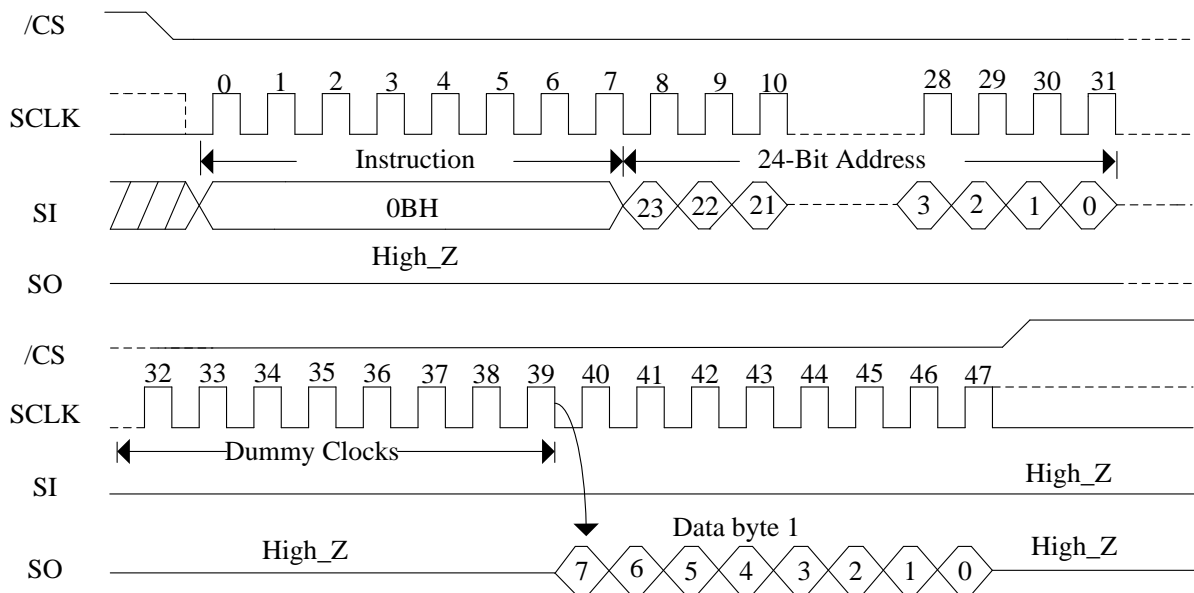 /CS
0 1 2 3 4 5 6 7 8 9 10 28 29 30 31
SCLK
Instruction 24-Bit Address
SI 0BH 23 22 21 3 2 1 0
High_Z
SO
/CS
32 33 34 35 36 37 38 39 40 41 42 43 44 45 46 47
SCLK
Dummy Clocks
High_Z
SI
Data byte 1
High_Z High_Z
SO 7 6 5 4 3 2 1 0